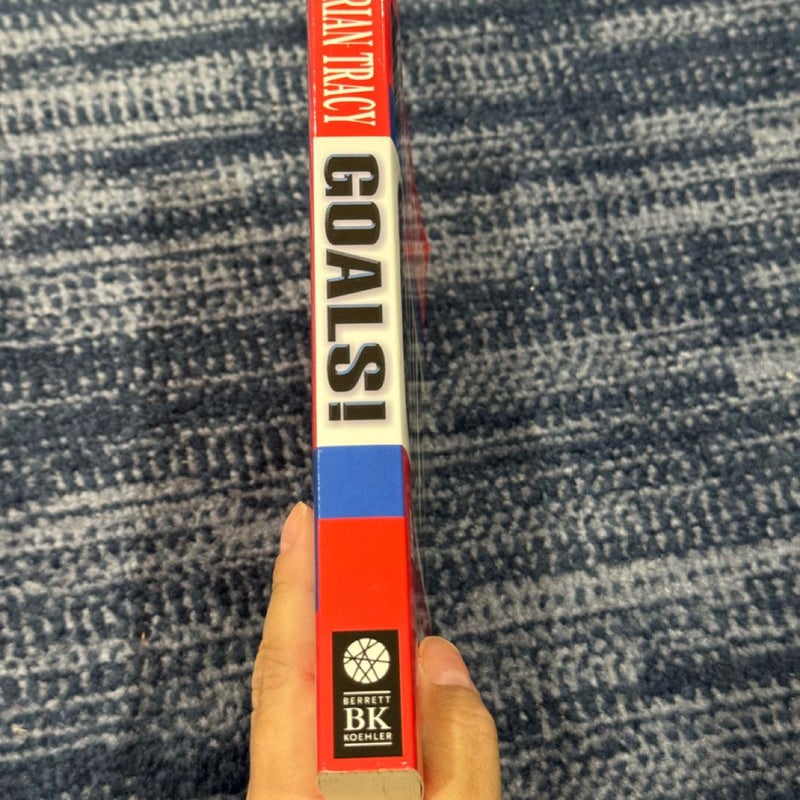 RIAN TRACY
GOALS!
BERRETT
BK
KOEHLER